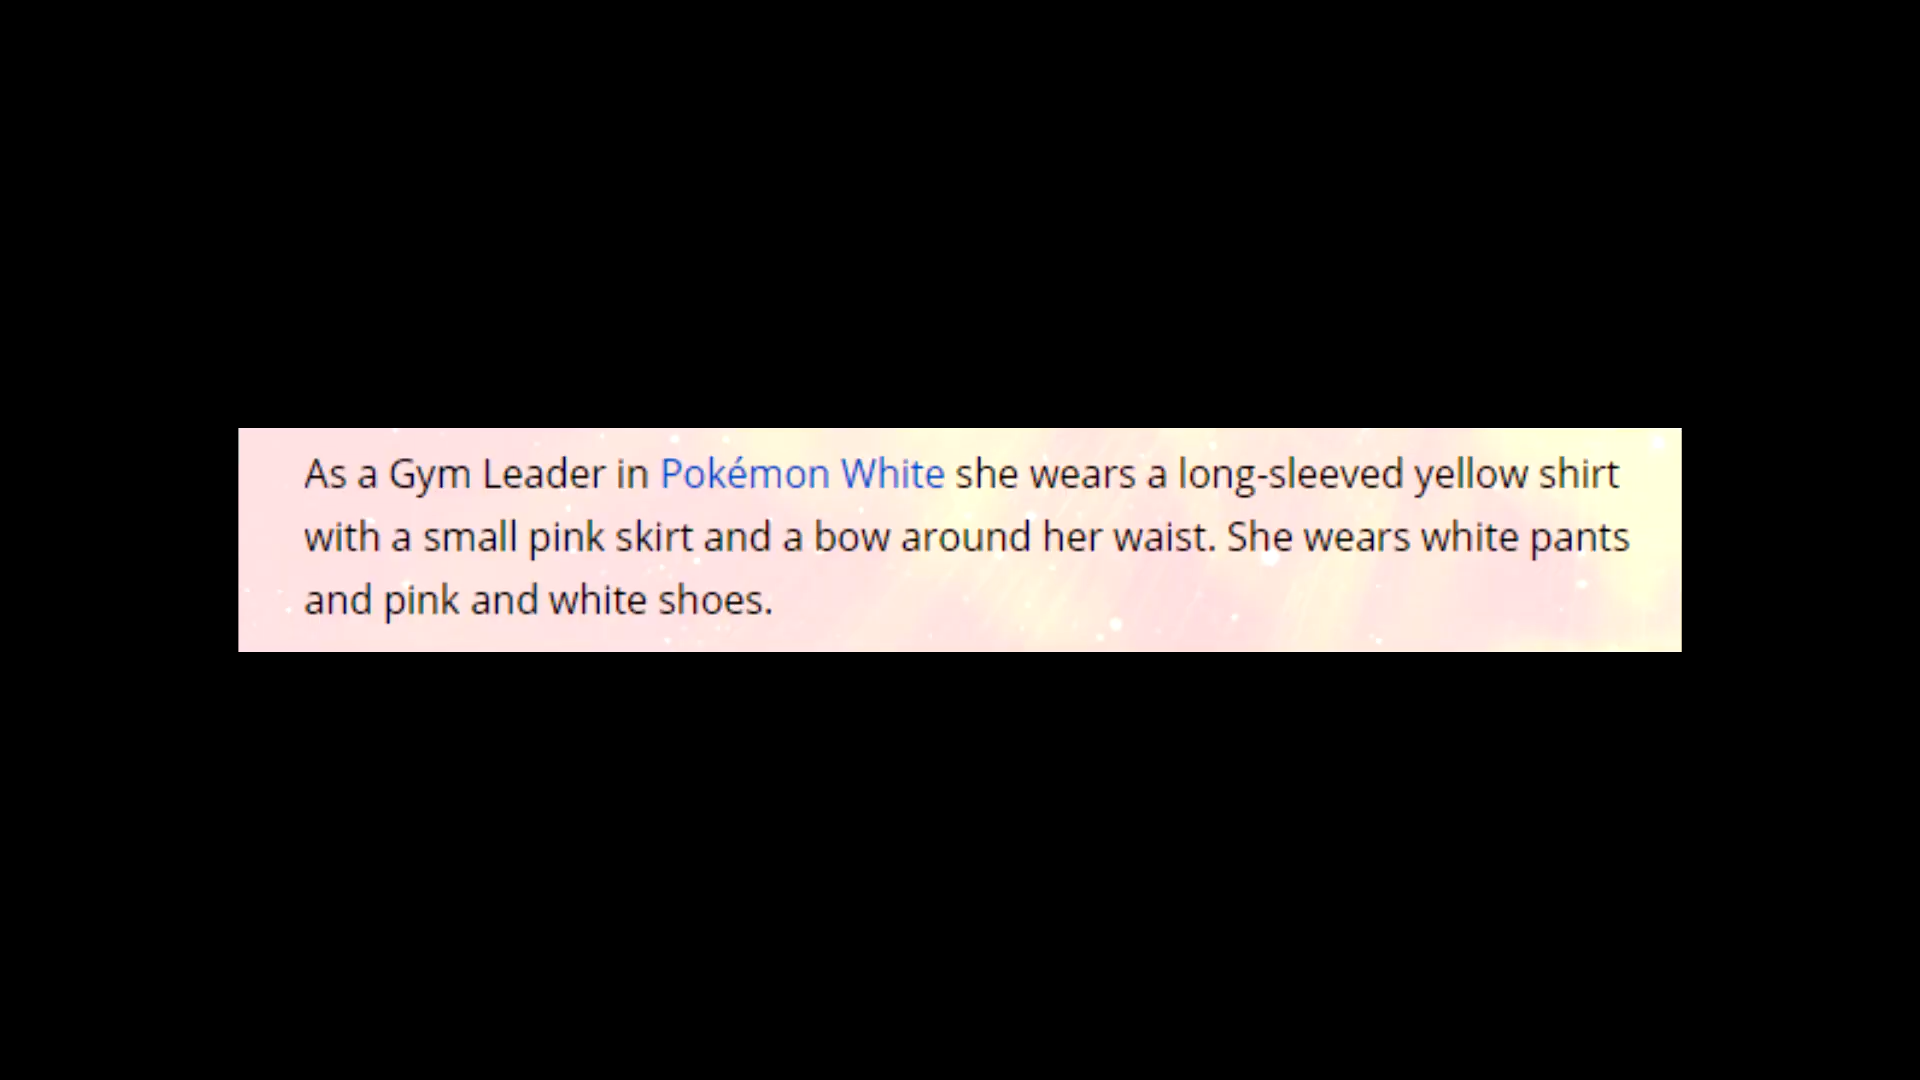 As a Gym Leader in Pokémon White she wears a long-sleeved yellow shirt
with a small pink skirt and a bow around her waist. She wears white pants
and pink and white shoes.